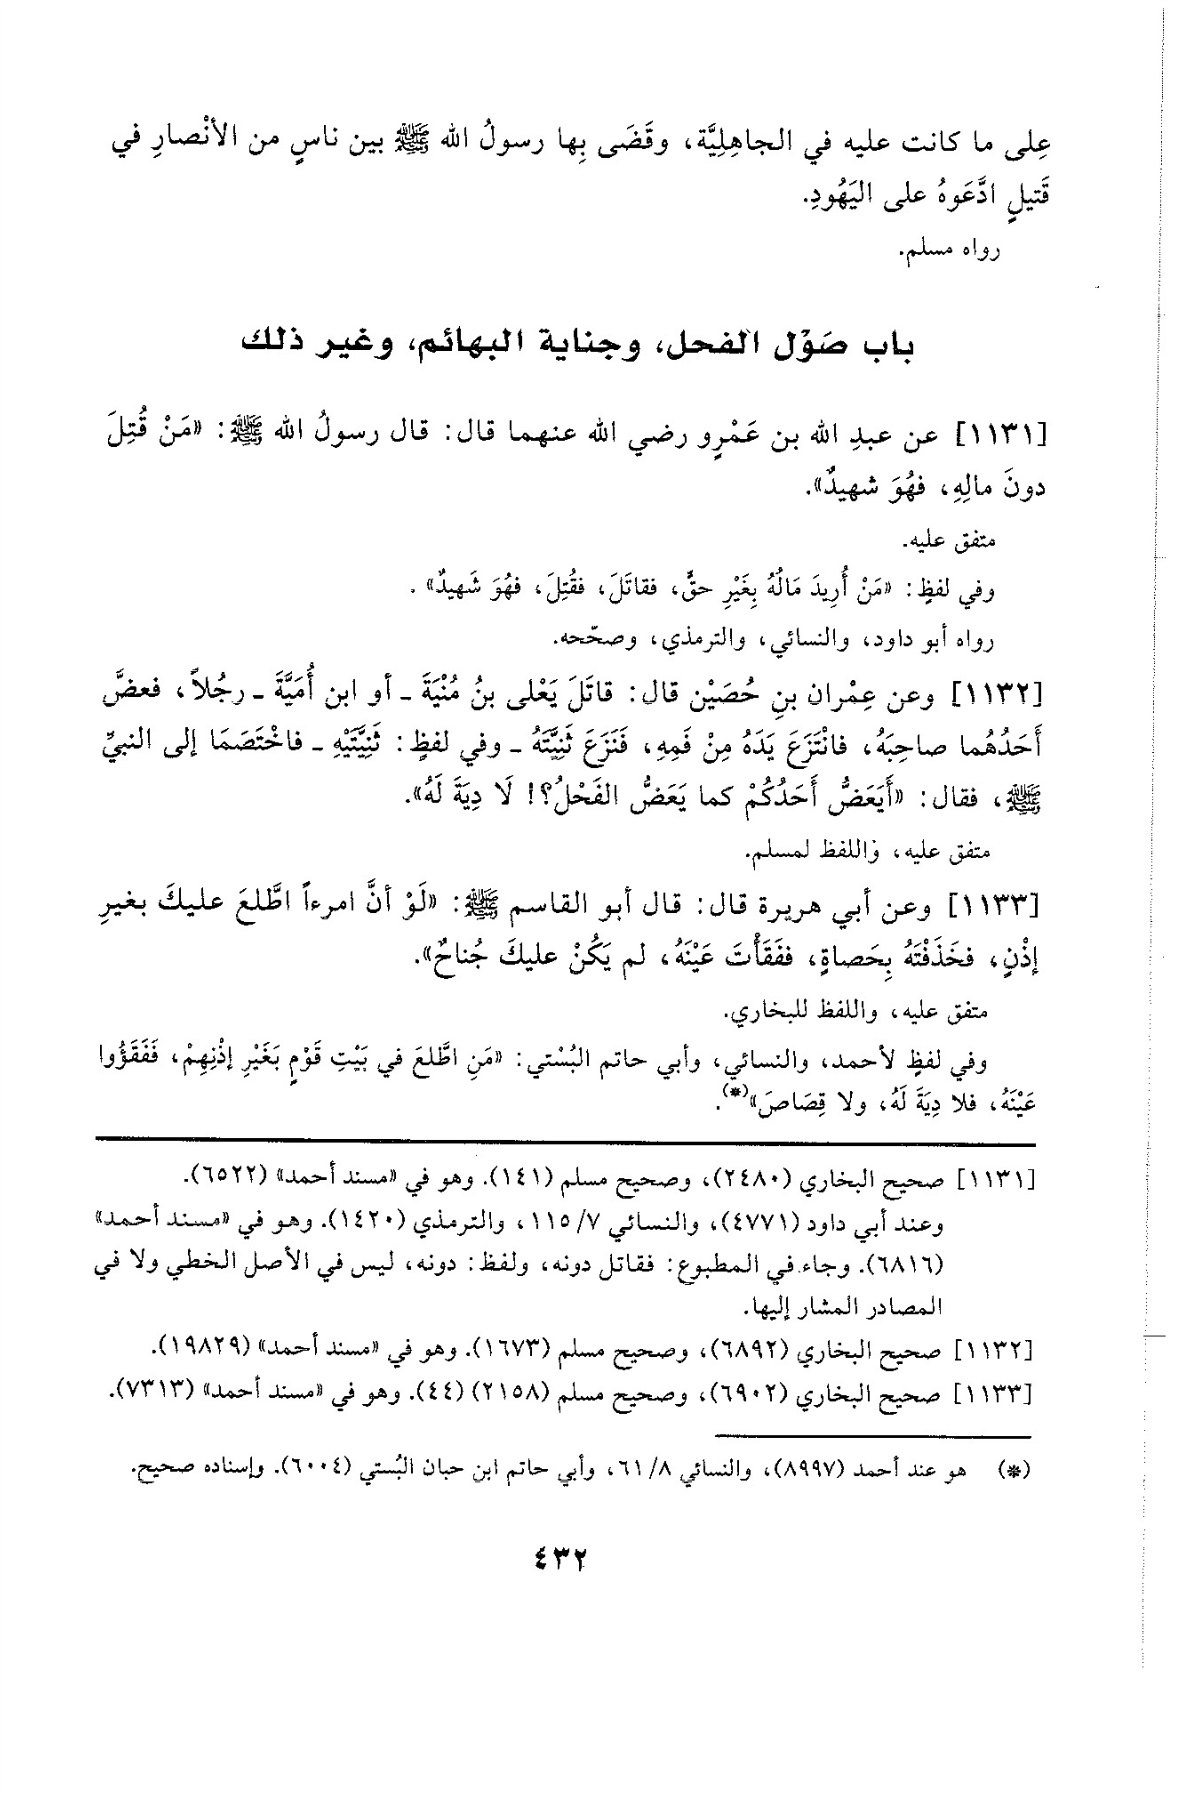 عِلى ما كانت عليه في الجاهِلِيَّة، وقَضَى بِها رسولُ الله ﷺ بين ناسٍ من الأنْصارِ في
قَتيلٍ ادَّعَوهُ على اليَهُودِ.
رواه مسلم.
باب صَوْل الفحل، وجناية البهائم، وغير ذلك
[١١٣١] عن عبدِ الله بن عَمْرٍو رضي الله عنهما قال: قال رسولُ الله ﷺ: «مَنْ قُتِلَ
دونَ مالِهِ، فهُوَ شهيدٌ».
متفق عليه.
وفي لفظٍ: «مَنْ أُرِيدَ مَالُهُ بِغَيْرِ حقٍّ، فقاتَلَ، فقُتِلَ، فهُوَ شَهيدٌ».
رواه أبو داود، والنسائي، والترمذي، وصحّحه.
[١١٣٢] وعن عِمْران بنِ حُصَيْن قال: قاتَلَ يَعْلى بنُ مُنْيَةَ ـ أو ابن أُمَيَّةَ ـ رجُلاً، فعضَّ
أَحَدُهُما صاحِبَهُ، فانْتَزَعَ يَدَهُ مِنْ فَمِهِ، فَنَزَعَ ثَنِيَّتَهُ ـ وفي لفظٍ: ثَنِيَّتَيْهِ ـ فاخْتَصَمَا إلى النبيِّ
ﷺ، فقال: «أَيَعَضُّ أَحَدُكُمْ كما يَعَضُّ الفَحْلُ؟! لَا دِيَةَ لَهُ».
متفق عليه، واللفظ لمسلم.
[١١٣٣] وعن أبي هريرة قال: قال أبو القاسم ﷺ: «لَوْ أنَّ امرءاً اطَّلعَ عليكَ بغيرِ
إذْنٍ، فخَذَفْتَهُ بِحَصاةٍ، ففَقَأْتَ عَيْنَهُ، لم يَكُنْ عليكَ جُناحٌ».
متفق عليه، واللفظ للبخاري.
وفي لفظٍ لأحمد، والنسائي، وأبي حاتم البُسْتي: «مَنِ اطَّلعَ في بَيْتِ قَوْمٍ بَغَيْرِ إذْنِهِمْ، فَفَقَؤُوا
عَيْنَهُ، فلا دِيَةَ لَهُ، ولا قِصَاصَ»(*).
[١١٣١] صحيح البخاري (٢٤٨٠)، وصحيح مسلم (١٤١). وهو في «مسند أحمد» (٦٥٢٢).
وعند أبي داود (٤٧٧١)، والنسائي ٧/ ١١٥، والترمذي (١٤٢٠). وهو في «مسند أحمد»
(٦٨١٦). وجاء في المطبوع: فقاتل دونه، ولفظ: دونه، ليس في الأصل الخطي ولا في
المصادر المشار إليها.
[١١٣٢] صحيح البخاري (٦٨٩٢)، وصحيح مسلم (١٦٧٣). وهو في «مسند أحمد» (١٩٨٢٩).
[١١٣٣] صحيح البخاري (٦٩٠٢)، وصحيح مسلم (٢١٥٨) (٤٤). وهو في «مسند أحمد» (٧٣١٣).
(*) هو عند أحمد (٨٩٩٧)، والنسائي ٨/ ٦١، وأبي حاتم ابن حبان البُستي (٦٠٠٤). وإسناده صحيح.
٤٣٢